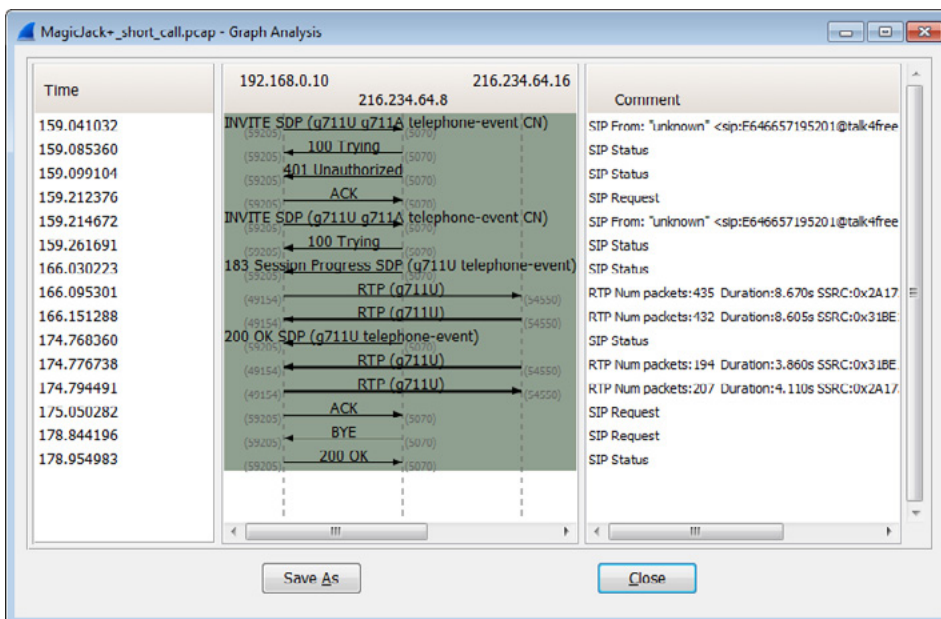 MagicJack+_short_call.pcap - Graph Analysis
Time
192.168.0.10 216.234.64.16
216.234.64.8
Comment
159.041032 INVITE SDP (g711U g711A telephone-event CN) SIP From: "unknown" <sip:E646657195201@talk4free
(59205) (5070)
159.085360 100 Trying SIP Status
(59205) (5070)
159.099104 401 Unauthorized SIP Status
(59205) (5070)
159.212376 ACK SIP Request
(59205) (5070)
159.214672 INVITE SDP (g711U g711A telephone-event CN) SIP From: "unknown" <sip:E646657195201@talk4free
(59205) (5070)
159.261691 100 Trying SIP Status
(59205) (5070)
166.030223 183 Session Progress SDP (g711U telephone-event) SIP Status
(59205) (5070)
166.095301 RTP (g711U) RTP Num packets:435 Duration:8.670s SSRC:0x2A17
(49154) (54550)
166.151288 RTP (g711U) RTP Num packets:432 Duration:8.605s SSRC:0x31BE
(49154) (54550)
174.768360 200 OK SDP (g711U telephone-event) SIP Status
(59205) (5070)
174.776738 RTP (g711U) RTP Num packets:194 Duration:3.860s SSRC:0x31BE
(49154) (54550)
174.794491 RTP (g711U) RTP Num packets:207 Duration:4.110s SSRC:0x2A17
(49154) (54550)
175.050282 ACK SIP Request
(59205) (5070)
178.844196 BYE SIP Request
(59205) (5070)
178.954983 200 OK SIP Status
(59205) (5070)
Save As Close